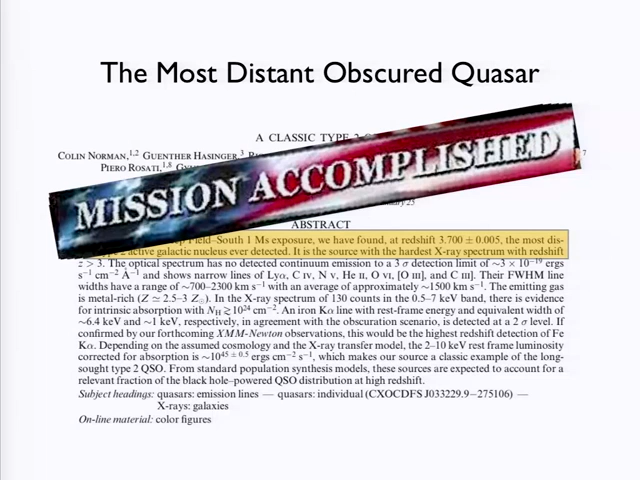 The Most Distant Obscured Quasar
A CLASSIC TYPE 2
COLIN NORMAN,1,2 GUENTHER HASINGER,3
PIERO ROSATI,1,8
MISSION ACCOMPLISHED
7
25
ABSTRACT
Field–South 1 Ms exposure, we have found, at redshift 3.700 ± 0.005, the most dis-
active galactic nucleus ever detected. It is the source with the hardest X-ray spectrum with redshift
z > 3. The optical spectrum has no detected continuum emission to a 3 σ detection limit of ~3 × 10−19 ergs
s−1 cm−2 Å−1 and shows narrow lines of Lyα, C IV, N V, He II, O VI, [O III], and C III]. Their FWHM line
widths have a range of ~700–2300 km s−1 with an average of approximately ~1500 km s−1. The emitting gas
is metal-rich (Z ≃ 2.5–3 Z⊙). In the X-ray spectrum of 130 counts in the 0.5–7 keV band, there is evidence
for intrinsic absorption with NH ≳ 1024 cm−2. An iron Kα line with rest-frame energy and equivalent width of
~6.4 keV and ~1 keV, respectively, in agreement with the obscuration scenario, is detected at a 2 σ level. If
confirmed by our forthcoming XMM-Newton observations, this would be the highest redshift detection of Fe
Kα. Depending on the assumed cosmology and the X-ray transfer model, the 2–10 keV rest frame luminosity
corrected for absorption is ~1045 ± 0.5 ergs cm−2 s−1, which makes our source a classic example of the long-
sought type 2 QSO. From standard population synthesis models, these sources are expected to account for a
relevant fraction of the black hole–powered QSO distribution at high redshift.
Subject headings: quasars: emission lines — quasars: individual (CXOCDFS J033229.9−275106) —
X-rays: galaxies
On-line material: color figures